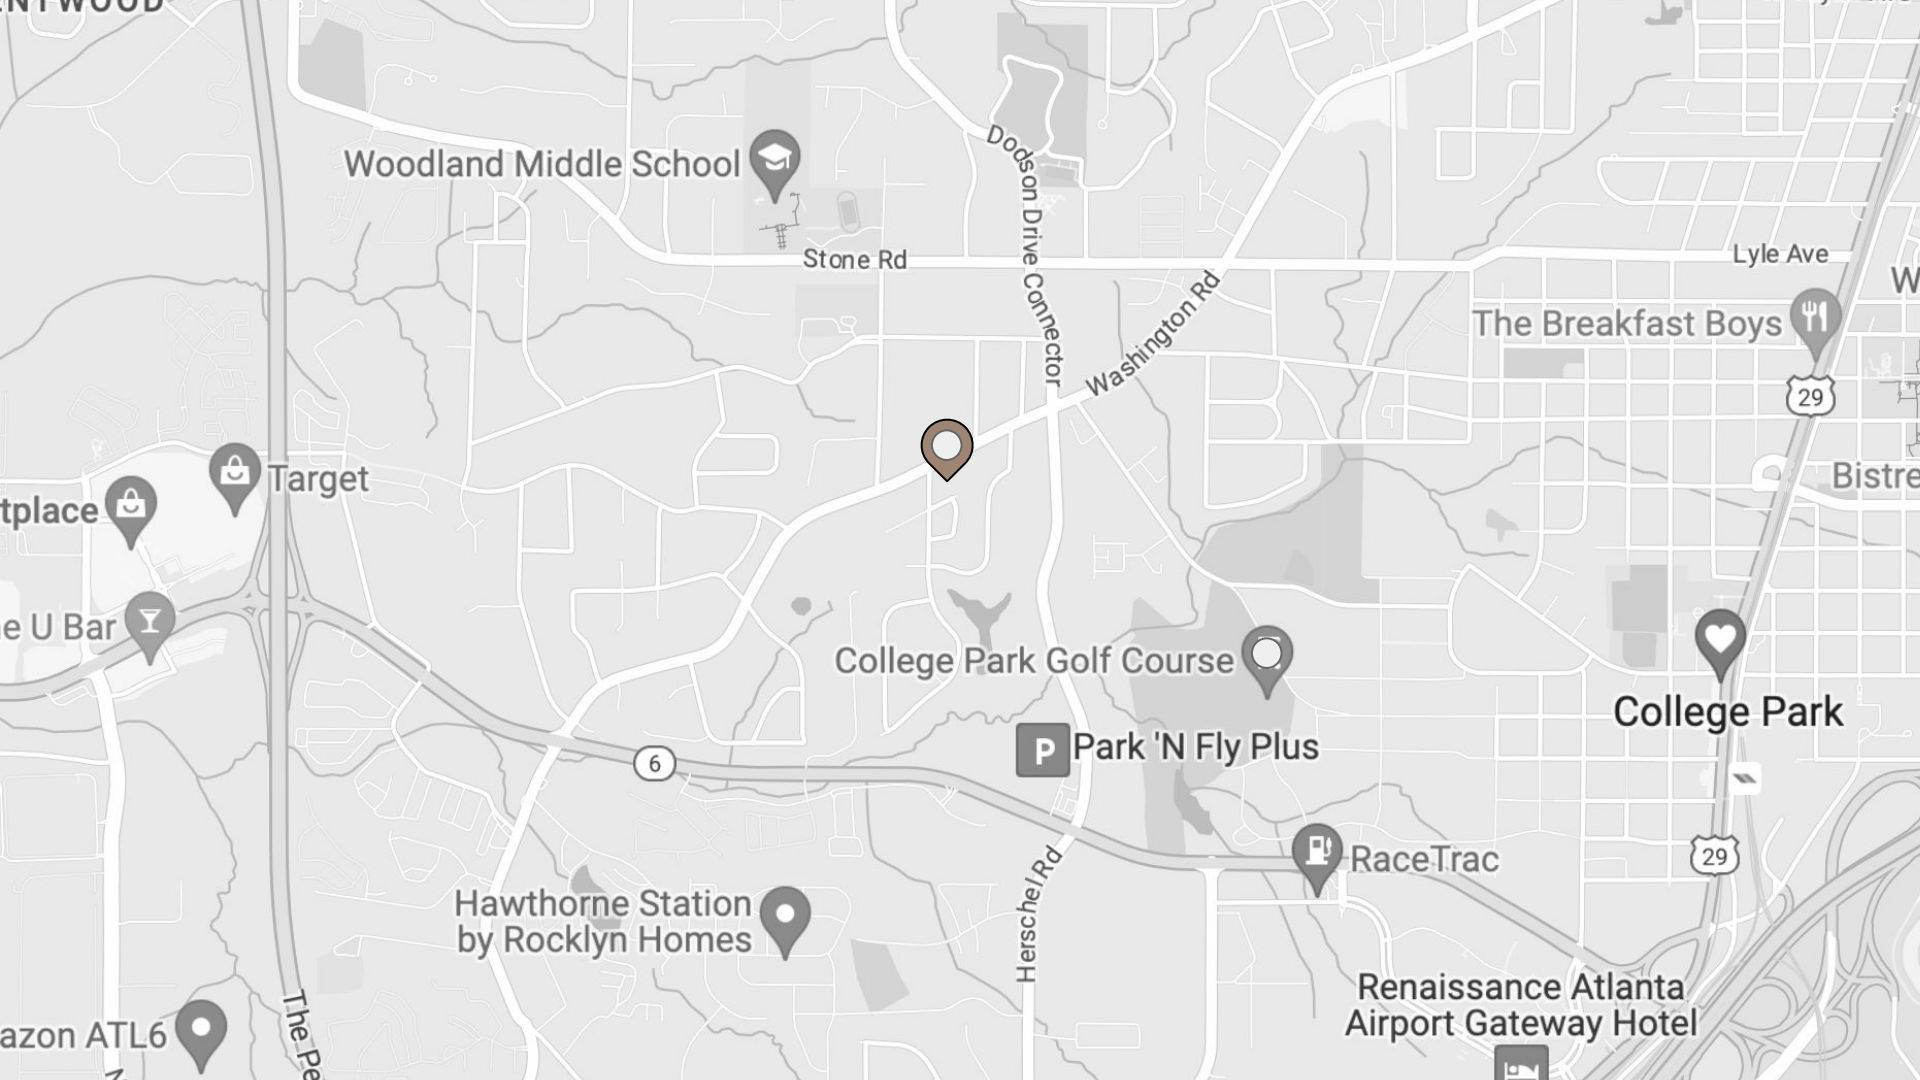 Woodland Middle School
Dodson Drive Connector
Stone Rd
Lyle Ave
Washington Rd
The Breakfast Boys
29
Target
tplace
Bistre
e U Bar
College Park Golf Course
College Park
Park 'N Fly Plus
P
6
29
RaceTrac
Hawthorne Station
by Rocklyn Homes
Herschel Rd
Renaissance Atlanta
Airport Gateway Hotel
The Pe
azon ATL6